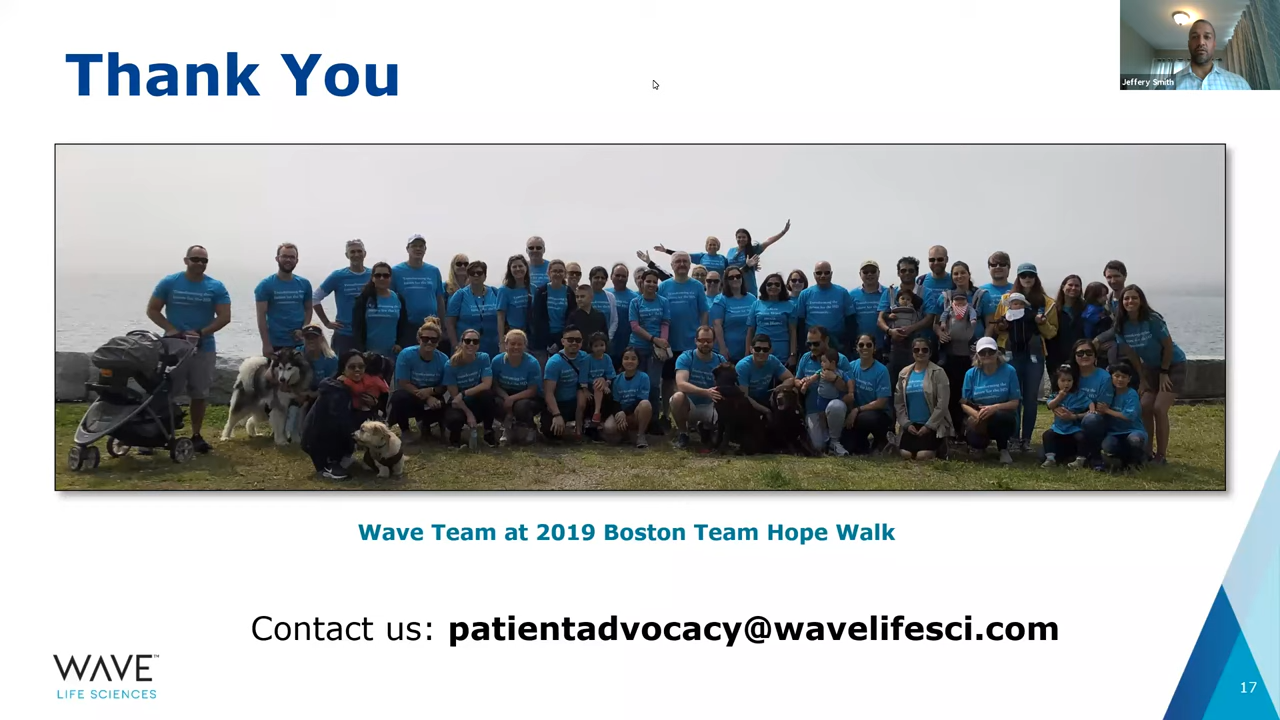 Thank You
Jeffery Smith
Wave Team at 2019 Boston Team Hope Walk
Contact us: patientadvocacy@wavelifesci.com
WAVE™
LIFE SCIENCES
17